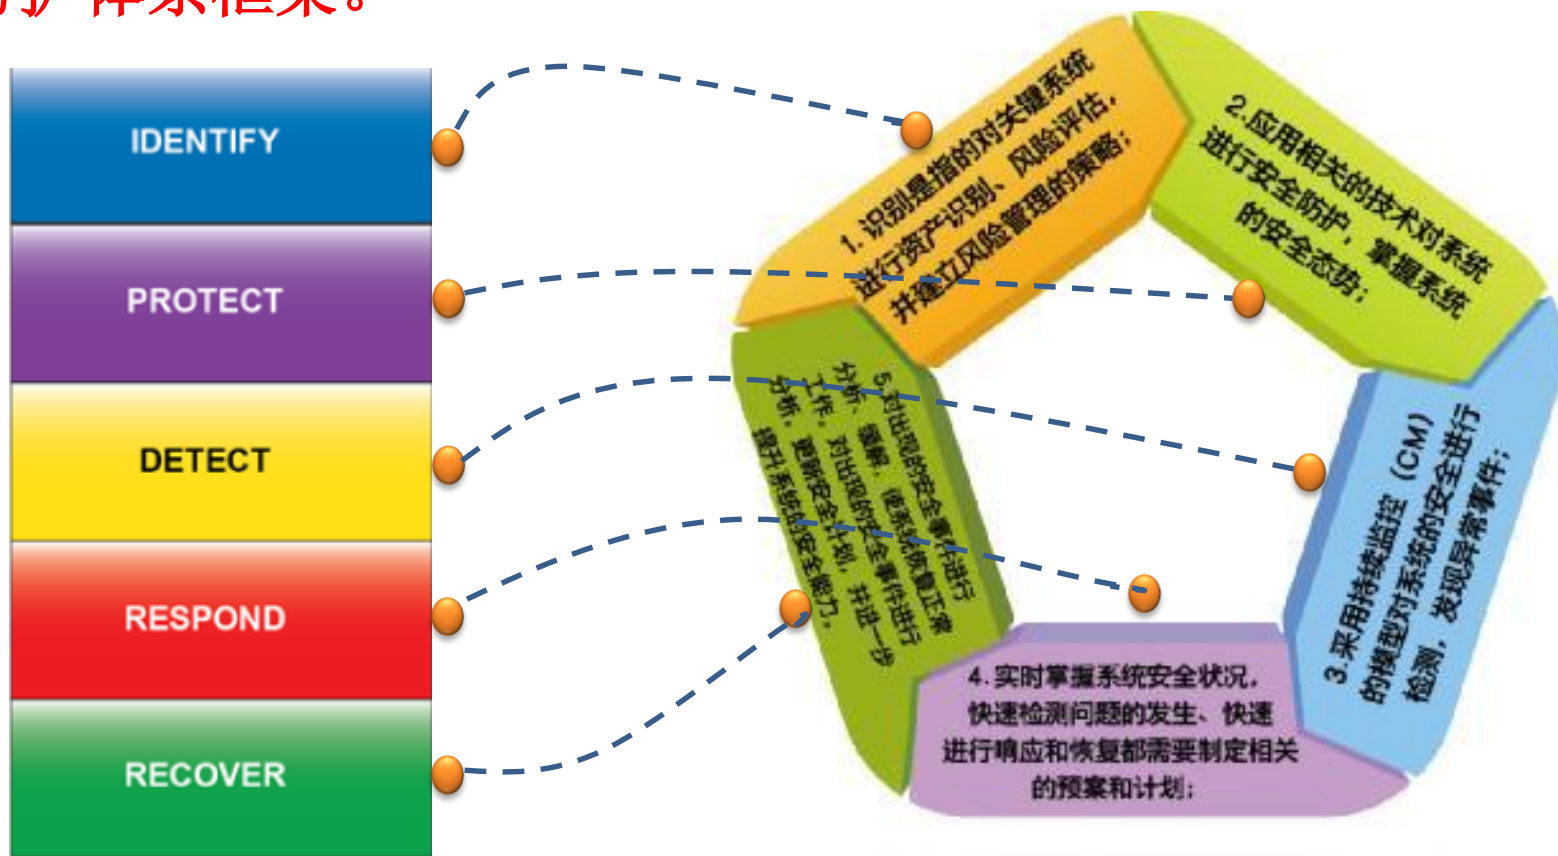 护体系框架。
IDENTIFY
PROTECT
DETECT
RESPOND
RECOVER
1. 识别是指的对关键系统
进行资产识别、风险评估,
并建立风险管理的策略;
2.应用相关的技术对系统
进行安全防护, 掌握系统
的安全态势;
3.采用持续监控 (CM)
的模型对系统的安全进行
检测, 发现异常事件;
4.实时掌握系统安全状况,
快速检测问题的发生、快速
进行响应和恢复都需要制定相关
的预案和计划;
5.对出现的安全事件进行
分析、缓解, 使系统恢复正常
工作。对出现的安全事件进行
分析, 更新安全计划, 并进一步
提升系统的安全能力。